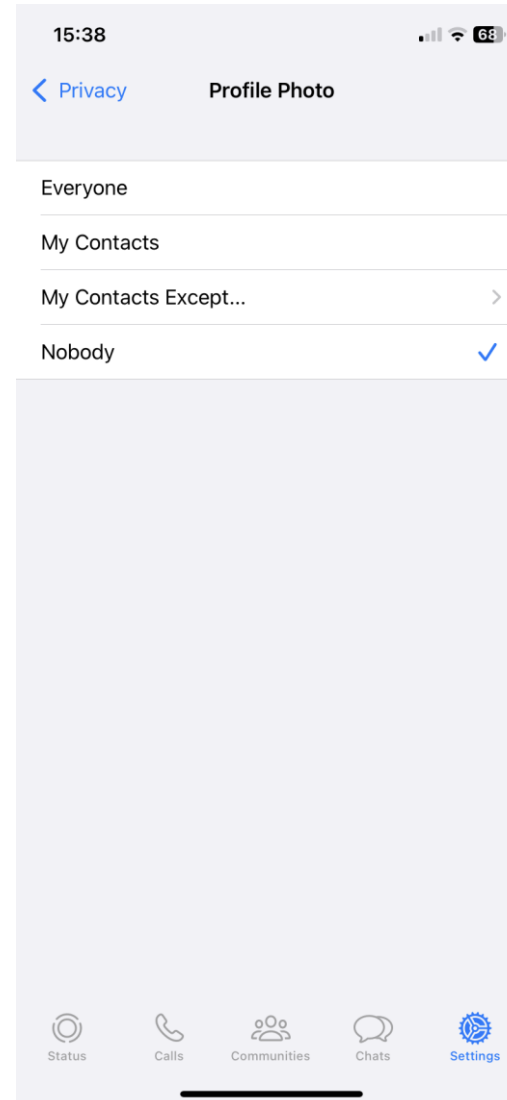 15:38
68
Privacy
Profile Photo
Everyone
My Contacts
My Contacts Except...
Nobody
Status
Calls
Communities
Chats
Settings